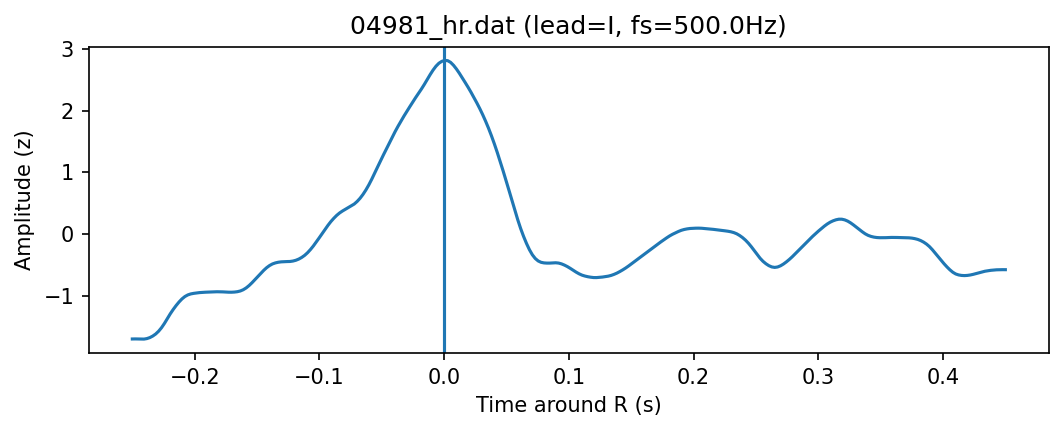 04981_hr.dat (lead=I, fs=500.0Hz)
Amplitude (z)
3
2
1
0
−1
−0.2 −0.1 0.0 0.1 0.2 0.3 0.4
Time around R (s)